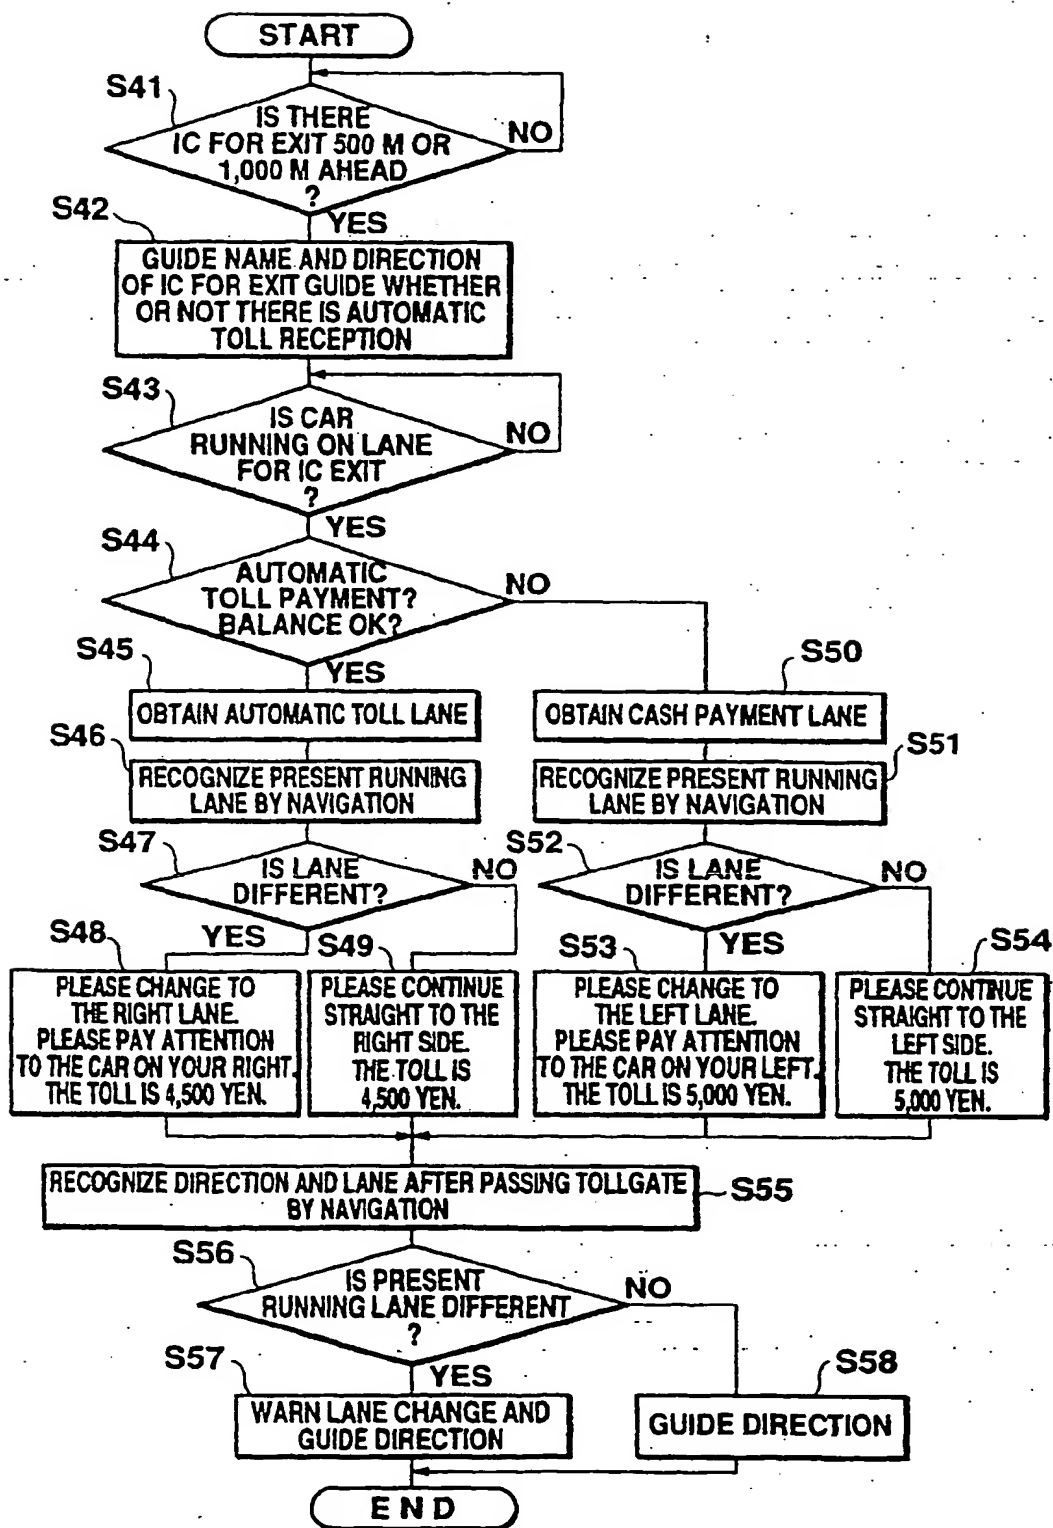 START
S41
IS THERE
IC FOR EXIT 500 M OR
1,000 M AHEAD
?
NO
YES
S42
GUIDE NAME AND DIRECTION
OF IC FOR EXIT GUIDE WHETHER
OR NOT THERE IS AUTOMATIC
TOLL RECEPTION
S43
IS CAR
RUNNING ON LANE
FOR IC EXIT
?
NO
YES
S44
AUTOMATIC
TOLL PAYMENT?
BALANCE OK?
NO
YES
S45
OBTAIN AUTOMATIC TOLL LANE
S50
OBTAIN CASH PAYMENT LANE
S46
RECOGNIZE PRESENT RUNNING
LANE BY NAVIGATION
S51
RECOGNIZE PRESENT RUNNING
LANE BY NAVIGATION
S47
IS LANE
DIFFERENT?
NO
YES
S52
IS LANE
DIFFERENT?
NO
YES
S48
PLEASE CHANGE TO
THE RIGHT LANE.
PLEASE PAY ATTENTION
TO THE CAR ON YOUR RIGHT.
THE TOLL IS 4,500 YEN.
S49
PLEASE CONTINUE
STRAIGHT TO THE
RIGHT SIDE.
THE TOLL IS
4,500 YEN.
S53
PLEASE CHANGE TO
THE LEFT LANE.
PLEASE PAY ATTENTION
TO THE CAR ON YOUR LEFT.
THE TOLL IS 5,000 YEN.
S54
PLEASE CONTINUE
STRAIGHT TO THE
LEFT SIDE.
THE TOLL IS
5,000 YEN.
RECOGNIZE DIRECTION AND LANE AFTER PASSING TOLLGATE
BY NAVIGATION
S55
S56
IS PRESENT
RUNNING LANE DIFFERENT
?
NO
YES
S57
WARN LANE CHANGE AND
GUIDE DIRECTION
S58
GUIDE DIRECTION
END